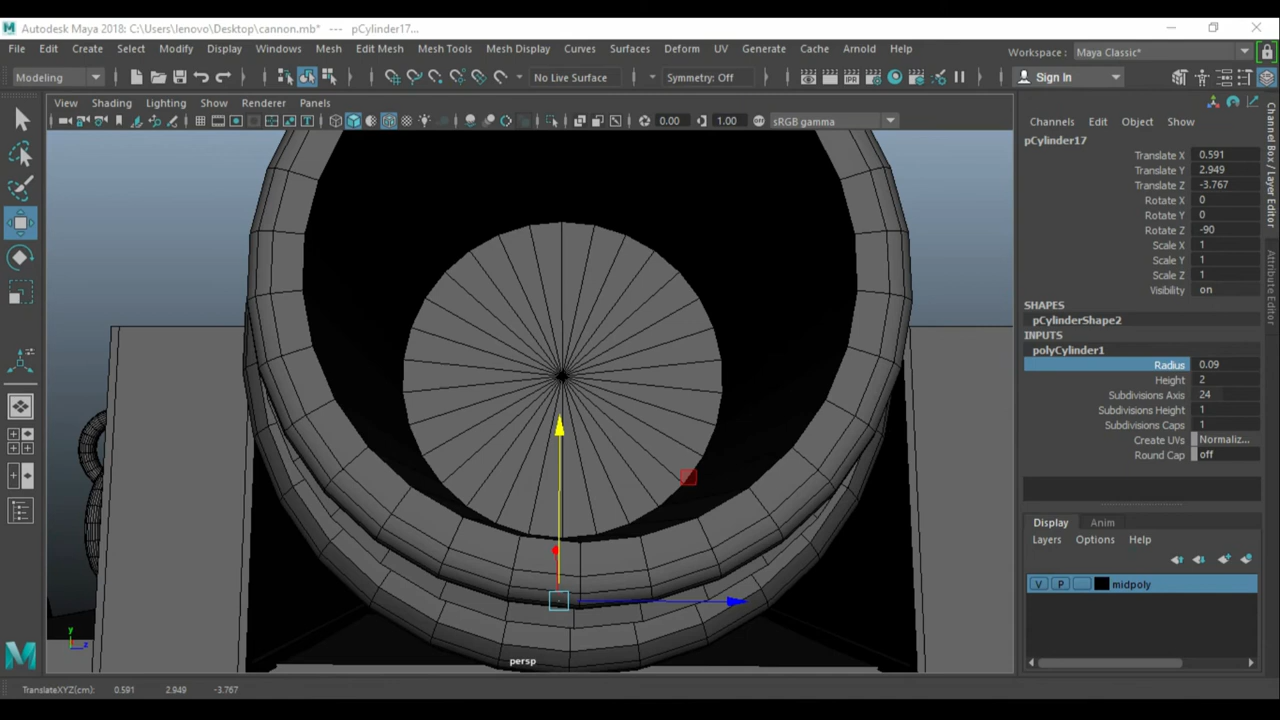 Autodesk Maya 2018: C:\Users\lenovo\Desktop\cannon.mb* --- pCylinder17...
File Edit Create Select Modify Display Windows Mesh Edit Mesh Mesh Tools Mesh Display Curves Surfaces Deform UV Generate Cache Arnold Help Workspace : Maya Classic*
Modeling No Live Surface Symmetry: Off Sign In
View Shading Lighting Show Renderer Panels
0.00 1.00 sRGB gamma
Channels Edit Object Show
pCylinder17
Translate X 0.591
Translate Y 2.949
Translate Z -3.767
Rotate X 0
Rotate Y 0
Rotate Z -90
Scale X 1
Scale Y 1
Scale Z 1
Visibility on
SHAPES
pCylinderShape2
INPUTS
polyCylinder1
Radius 0.09
Height 2
Subdivisions Axis 24
Subdivisions Height 1
Subdivisions Caps 1
Create UVs Normaliz...
Round Cap off
Display Anim
Layers Options Help
V P midpoly
Channel Box / Layer Editor
Attribute Editor
y
z
persp
TranslateXYZ(cm): 0.591 2.949 -3.767